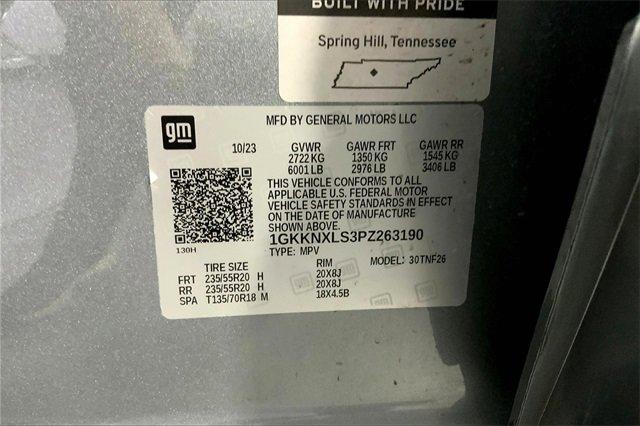 BUILT WITH PRIDE
Spring Hill, Tennessee
gm
MFD BY GENERAL MOTORS LLC
10/23 GVWR GAWR FRT GAWR RR
2722 KG 1350 KG 1545 KG
6001 LB 2976 LB 3406 LB
THIS VEHICLE CONFORMS TO ALL
APPLICABLE U.S. FEDERAL MOTOR
VEHICLE SAFETY STANDARDS IN EFFECT
ON THE DATE OF MANUFACTURE
SHOWN ABOVE.
1GKKNXLS3PZ263190
130H
TYPE: MPV MODEL: 30TNF26
TIRE SIZE RIM
FRT 235/55R20 H 20X8J
RR 235/55R20 H 20X8J
SPA T135/70R18 M 18X4.5B